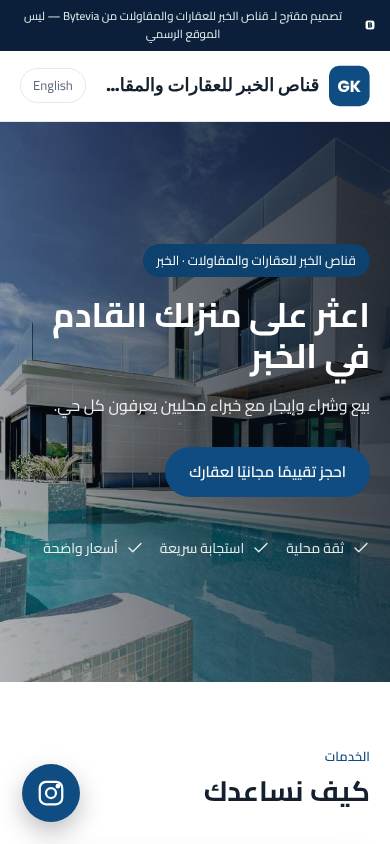 تصميم مقترح لـ قناص الخبر للعقارات والمقاولات من Bytevia — ليس
الموقع الرسمي
B
GK
قناص الخبر للعقارات والمقا...
English
قناص الخبر للعقارات والمقاولات · الخبر
اعثر على منزلك القادم
في الخبر
بيع وشراء وإيجار مع خبراء محليين يعرفون كل حي.
احجز تقييمًا مجانيًا لعقارك
ثقة محلية
استجابة سريعة
أسعار واضحة
الخدمات
كيف نساعدك